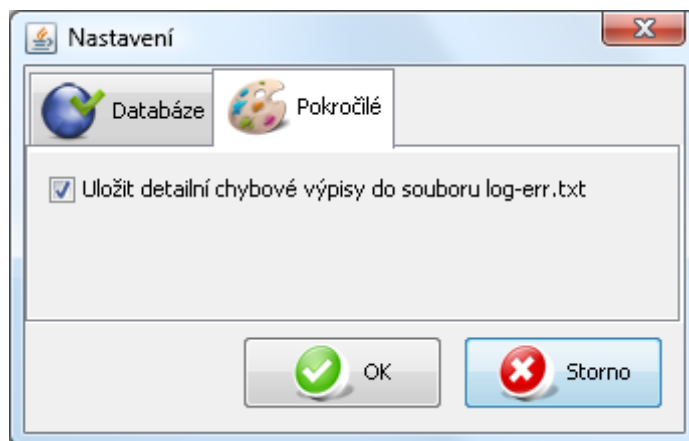 Nastavení
Databáze
Pokročilé
Uložit detailní chybové výpisy do souboru log-err.txt
OK
Storno